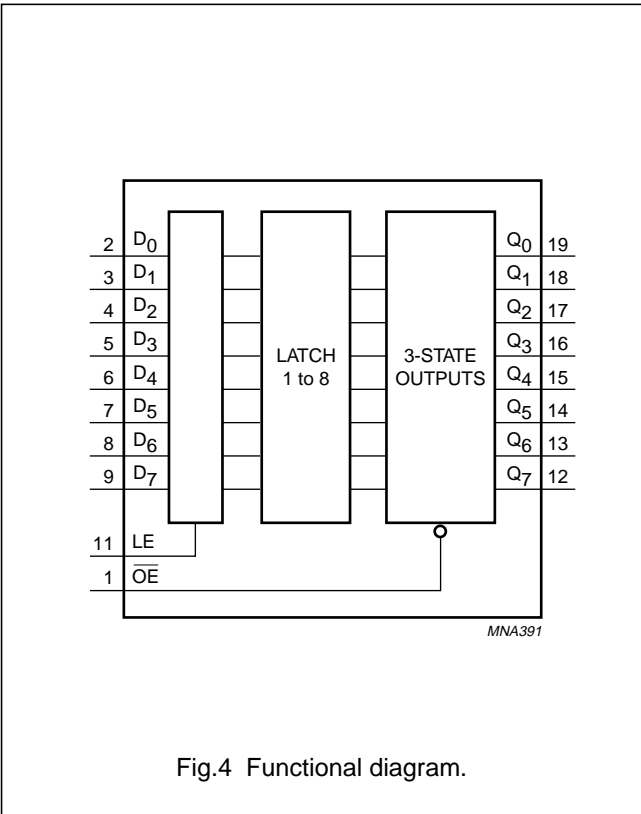 2 D0 Q0 19
3 D1 Q1 18
4 D2 Q2 17
5 D3 Q3 16
6 D4 LATCH 3-STATE Q4 15
7 D5 1 to 8 OUTPUTS Q5 14
8 D6 Q6 13
9 D7 Q7 12
11 LE
1 O̅E̅
MNA391
Fig.4 Functional diagram.